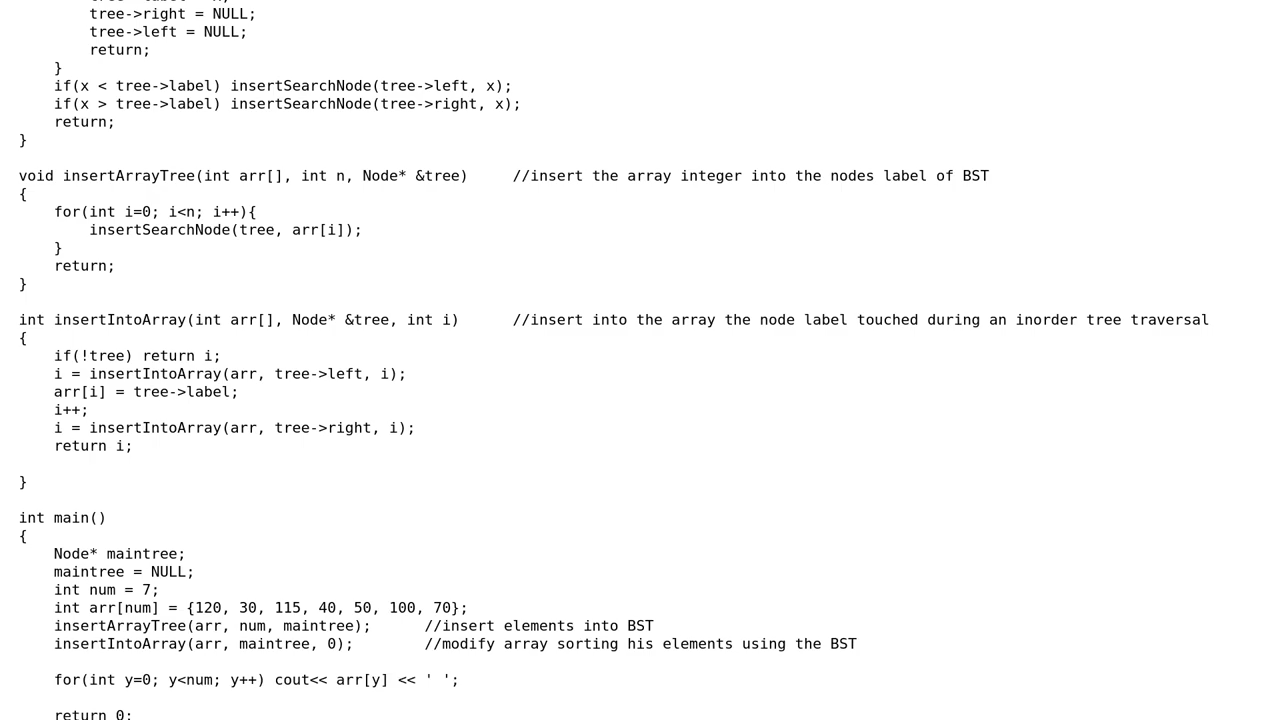 tree->right = NULL;
tree->left = NULL;
return;
}
if(x < tree->label) insertSearchNode(tree->left, x);
if(x > tree->label) insertSearchNode(tree->right, x);
return;
}
void insertArrayTree(int arr[], int n, Node* &tree)     //insert the array integer into the nodes label of BST
{
for(int i=0; i<n; i++){
insertSearchNode(tree, arr[i]);
}
return;
}
int insertIntoArray(int arr[], Node* &tree, int i)      //insert into the array the node label touched during an inorder tree traversal
{
if(!tree) return i;
i = insertIntoArray(arr, tree->left, i);
arr[i] = tree->label;
i++;
i = insertIntoArray(arr, tree->right, i);
return i;
}
int main()
{
Node* maintree;
maintree = NULL;
int num = 7;
int arr[num] = {120, 30, 115, 40, 50, 100, 70};
insertArrayTree(arr, num, maintree);      //insert elements into BST
insertIntoArray(arr, maintree, 0);        //modify array sorting his elements using the BST
for(int y=0; y<num; y++) cout<< arr[y] << ' ';
return 0;